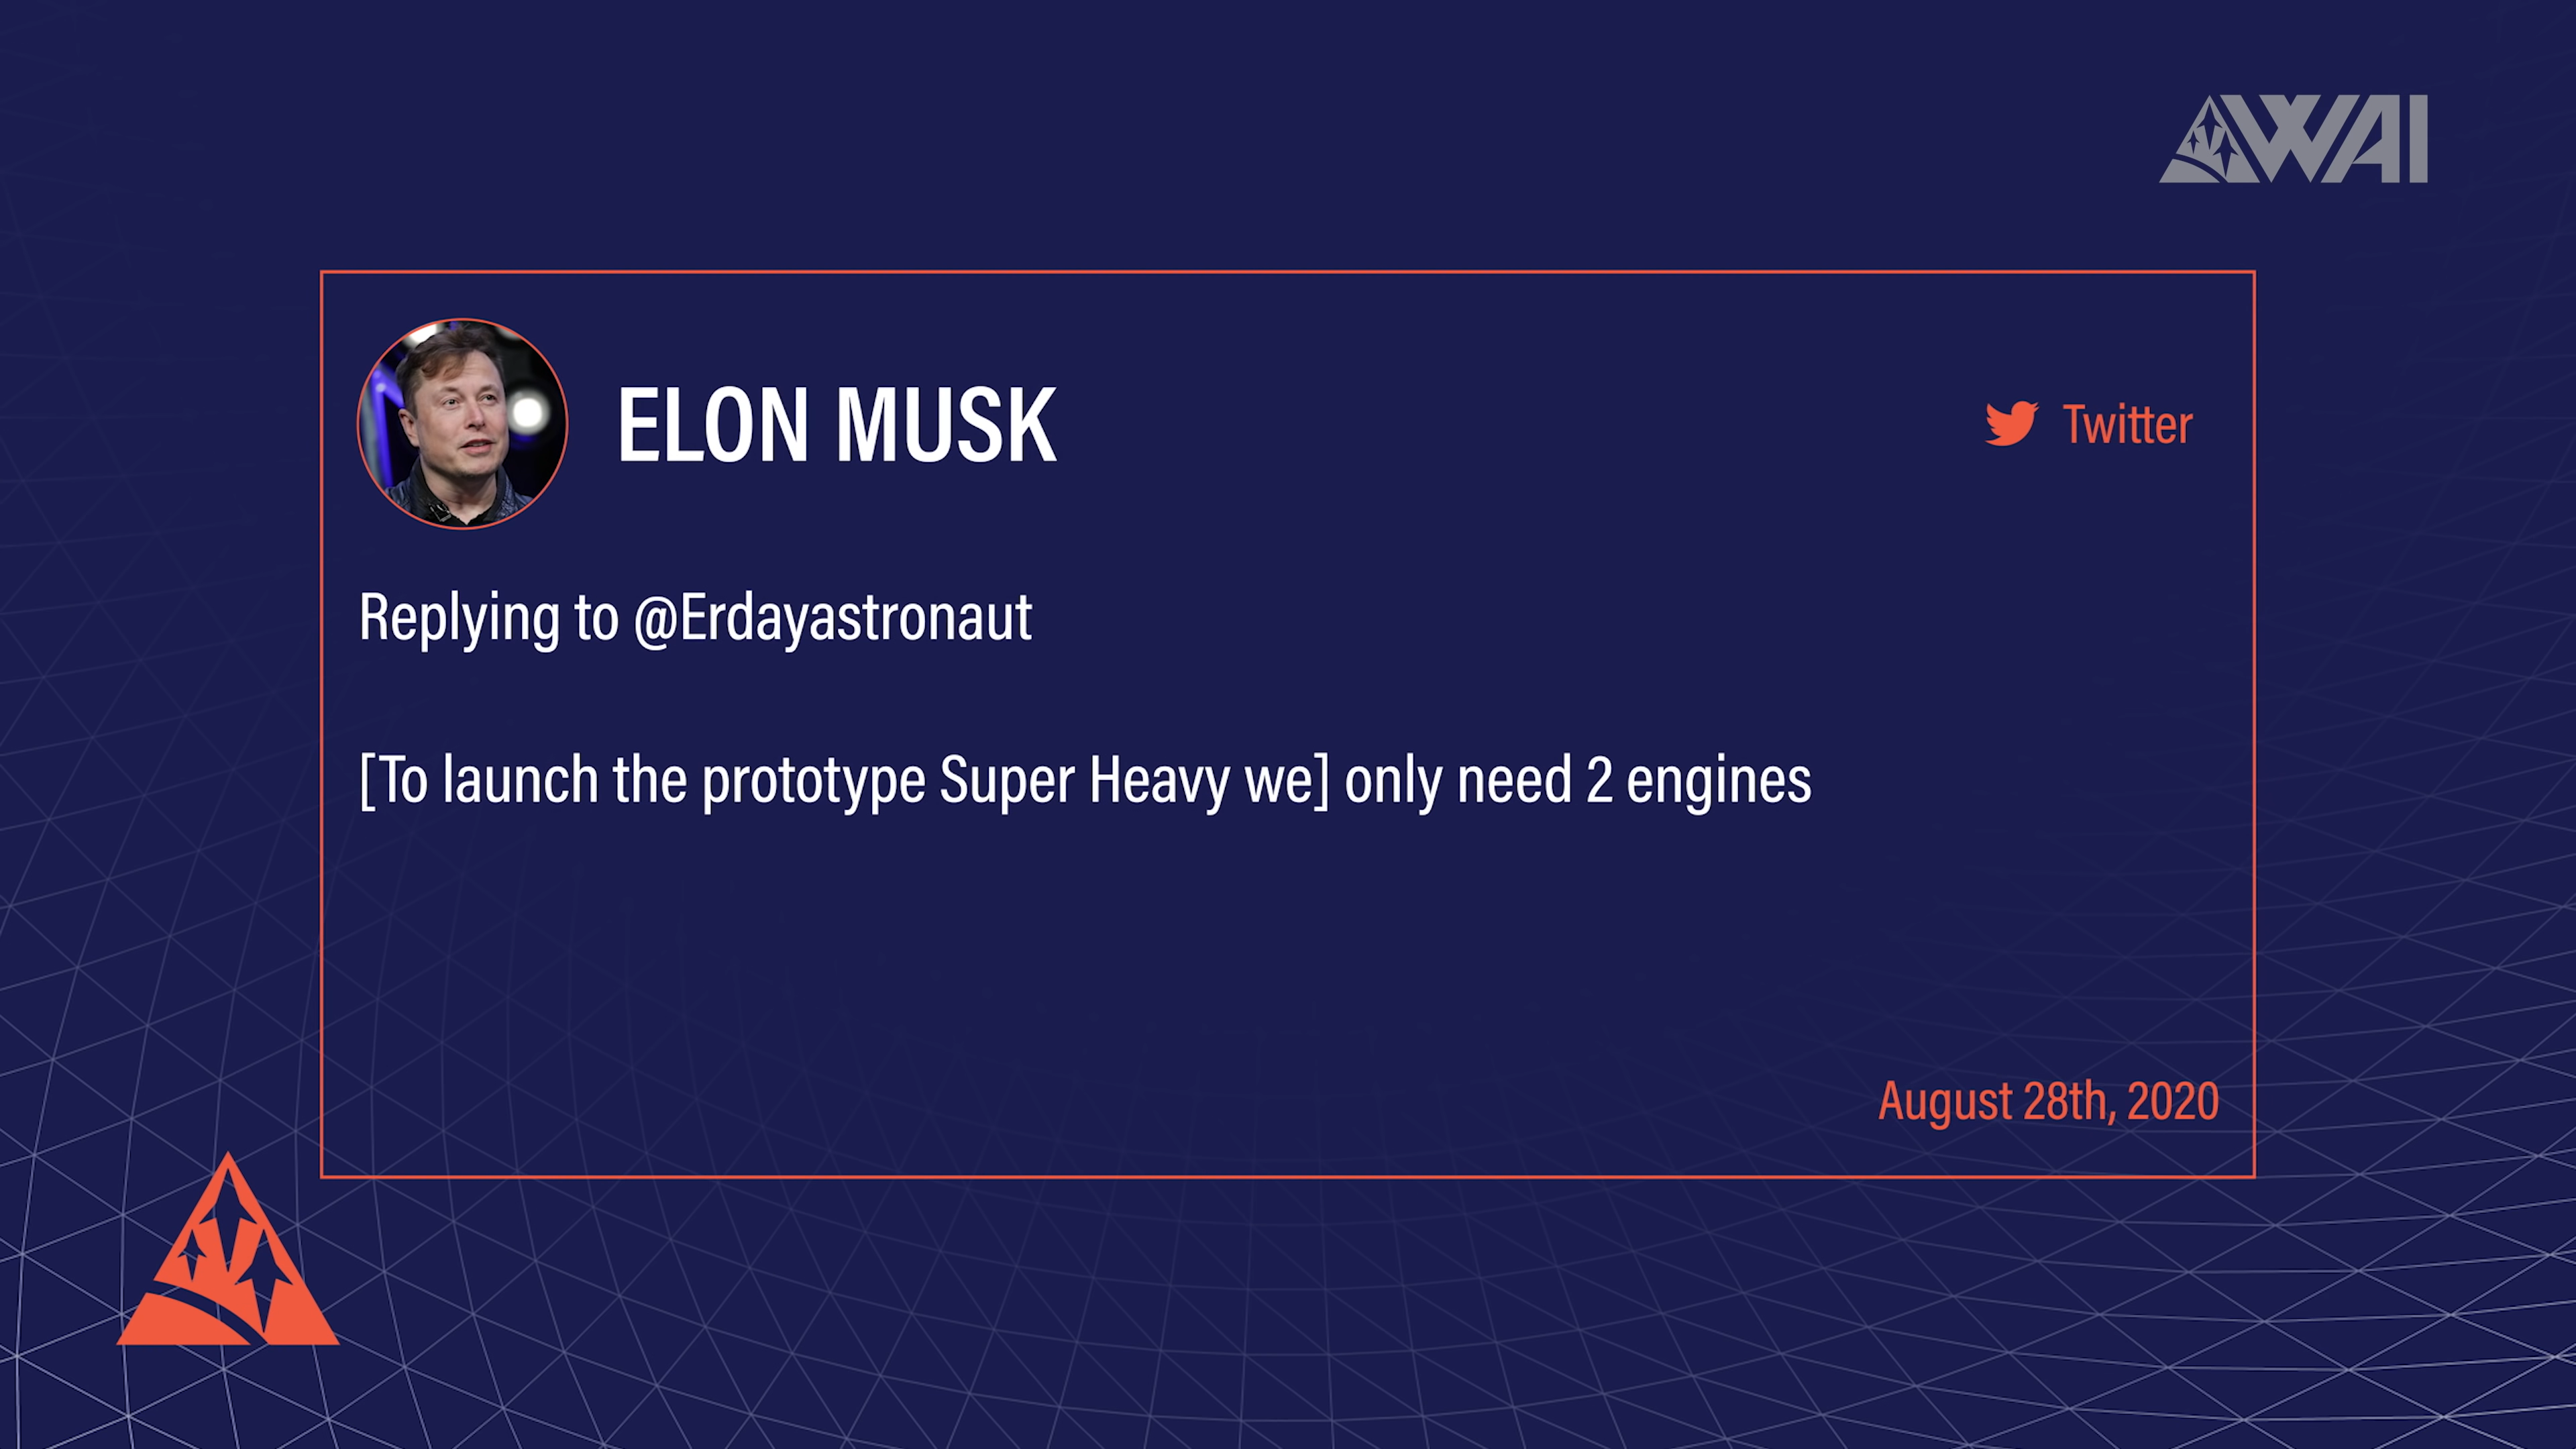 WAI
ELON MUSK
Twitter
Replying to @Erdayastronaut
[To launch the prototype Super Heavy we] only need 2 engines
August 28th, 2020